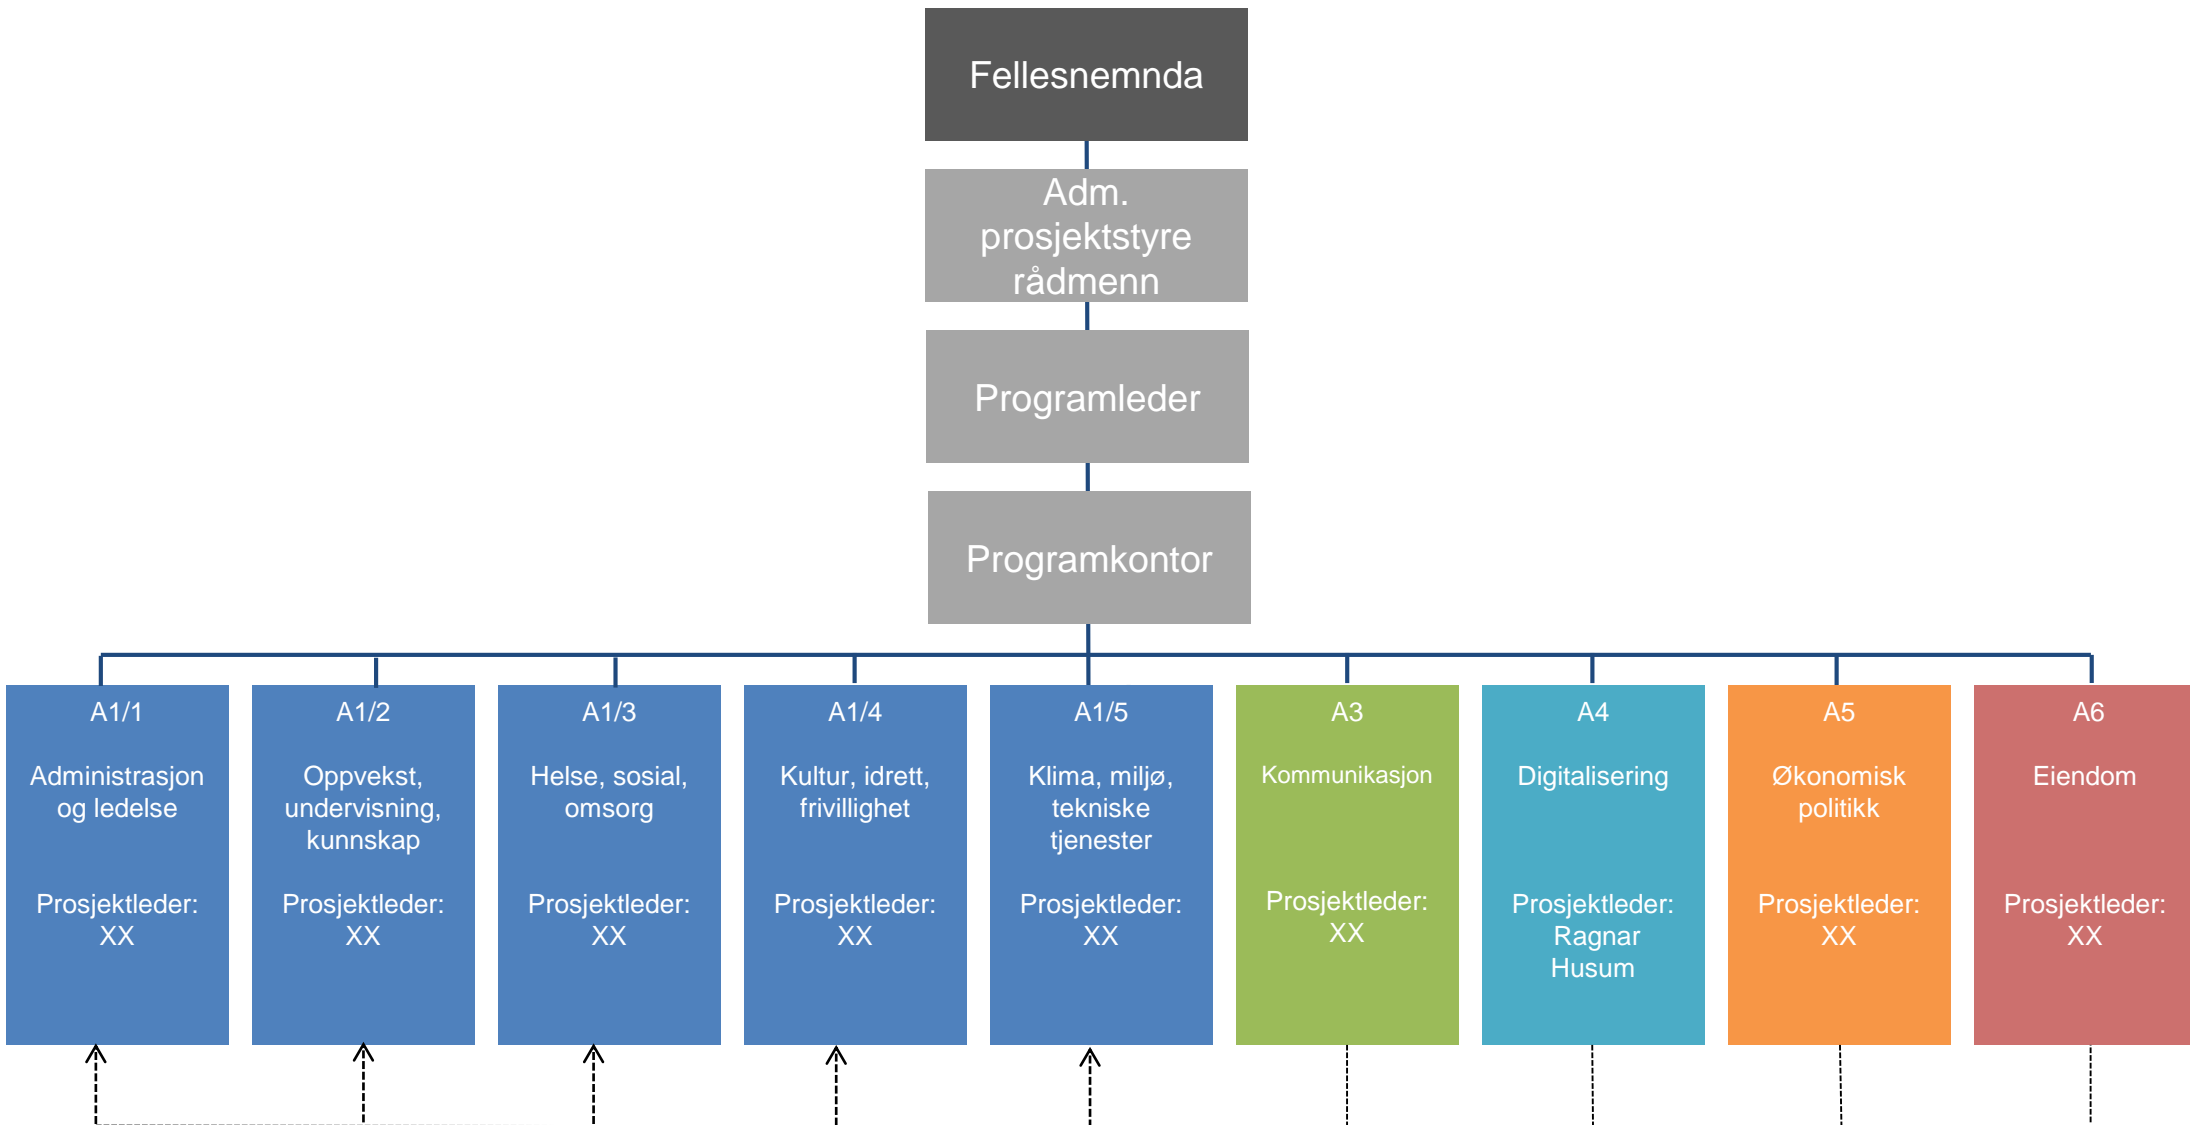 Fellesnemnda
Adm.
prosjektstyre
rådmenn
Programleder
Programkontor
A1/1
Administrasjon
og ledelse
Prosjektleder:
XX
A1/2
Oppvekst,
undervisning,
kunnskap
Prosjektleder:
XX
A1/3
Helse, sosial,
omsorg
Prosjektleder:
XX
A1/4
Kultur, idrett,
frivillighet
Prosjektleder:
XX
A1/5
Klima, miljø,
tekniske
tjenester
Prosjektleder:
XX
A3
Kommunikasjon
Prosjektleder:
XX
A4
Digitalisering
Prosjektleder:
Ragnar
Husum
A5
Økonomisk
politikk
Prosjektleder:
XX
A6
Eiendom
Prosjektleder:
XX